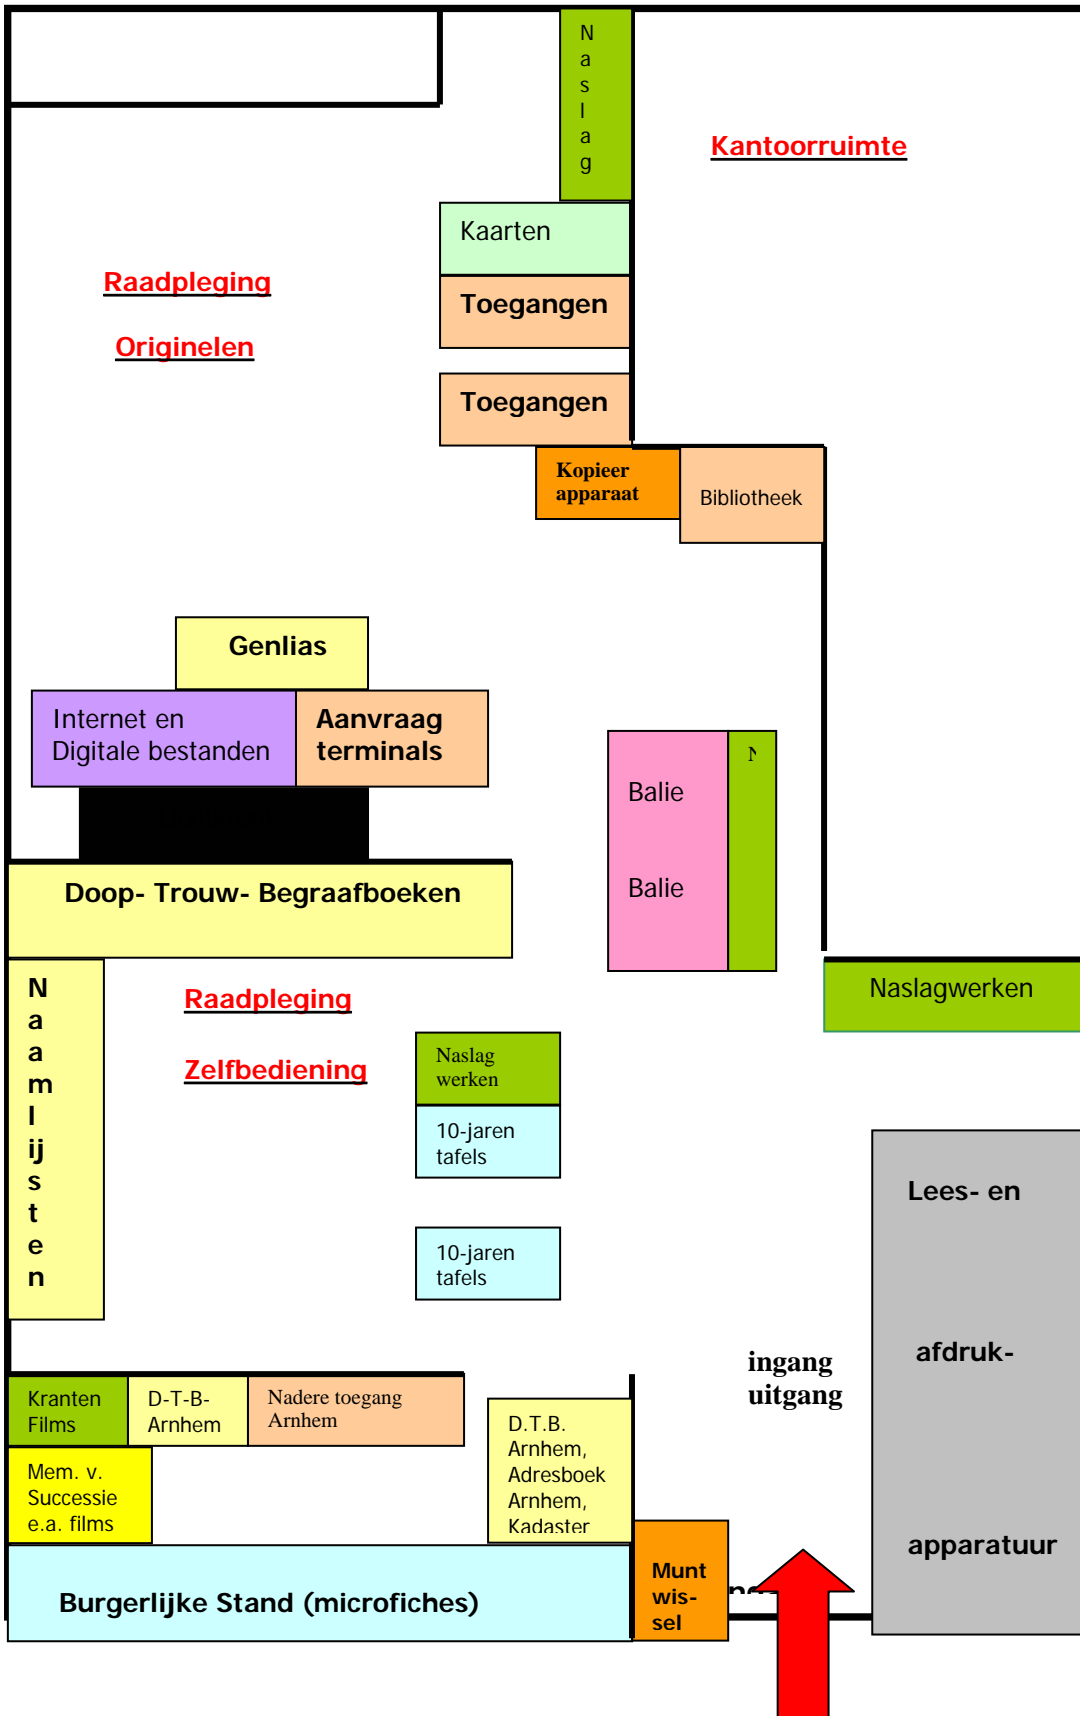 Naslag
Kantoorruimte
Kaarten
Raadpleging
Toegangen
Originelen
Toegangen
Kopieer
apparaat
Bibliotheek
Genlias
Internet en
Digitale bestanden
Aanvraag
terminals
Balie
Balie
Doop- Trouw- Begraafboeken
Naamlijsten
Raadpleging
Zelfbediening
Naslagwerken
Naslag
werken
10-jaren
tafels
10-jaren
tafels
Lees- en
afdruk-
apparatuur
ingang
uitgang
Kranten
Films
D-T-B-
Arnhem
Nadere toegang
Arnhem
D.T.B.
Arnhem,
Adresboek
Arnhem,
Kadaster
Mem. v.
Successie
e.a. films
Burgerlijke Stand (microfiches)
Munt
wis-
sel